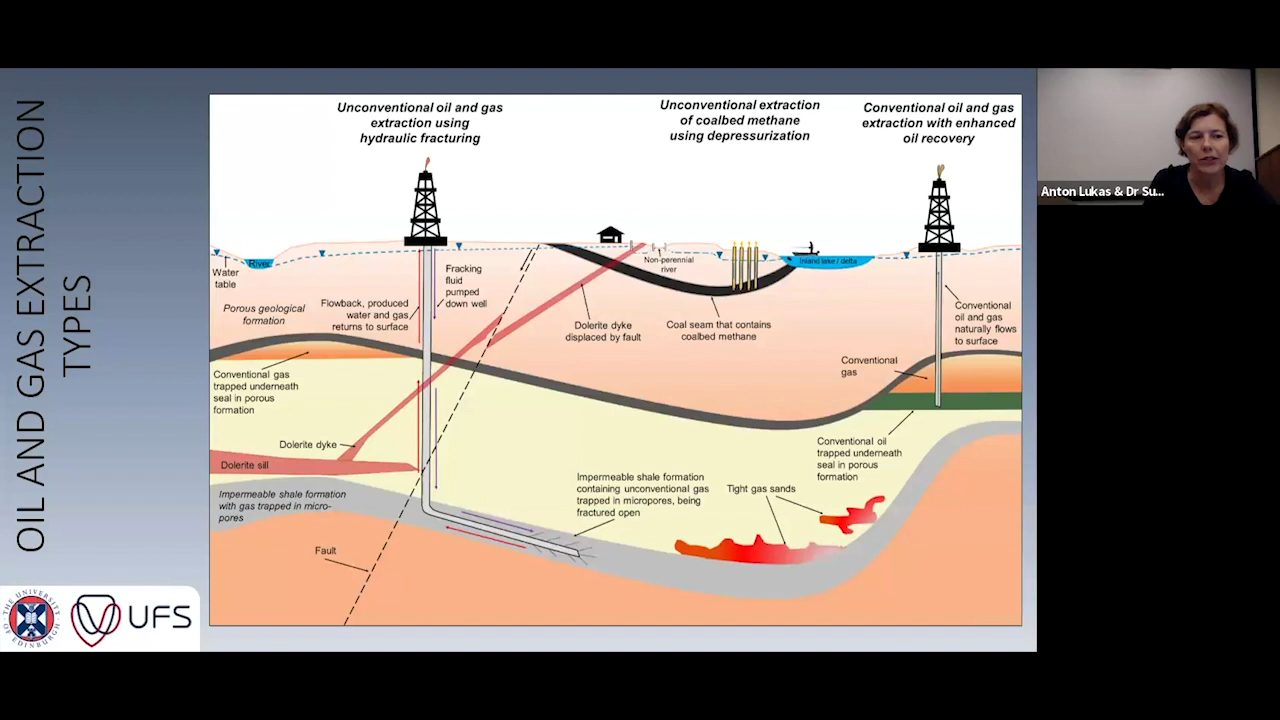 OIL AND GAS EXTRACTION
TYPES
Unconventional oil and gas
extraction using
hydraulic fracturing
Unconventional extraction
of coalbed methane
using depressurization
Conventional oil and gas
extraction with enhanced
oil recovery
Anton Lukas & Dr Su...
River
Water
table
Porous geological
formation
Flowback, produced
water and gas
returns to surface
Fracking
fluid
pumped
down well
Non-perennial
river
Inland lake / delta
Dolerite dyke
displaced by fault
Coal seam that contains
coalbed methane
Conventional
oil and gas
naturally flows
to surface
Conventional
gas
Conventional gas
trapped underneath
seal in porous
formation
Dolerite dyke
Dolerite sill
Conventional oil
trapped underneath
seal in porous
formation
Impermeable shale formation
with gas trapped in micro-
pores
Impermeable shale formation
containing unconventional gas
trapped in micropores, being
fractured open
Tight gas sands
Fault
THE UNIVERSITY
OF EDINBURGH
UFS